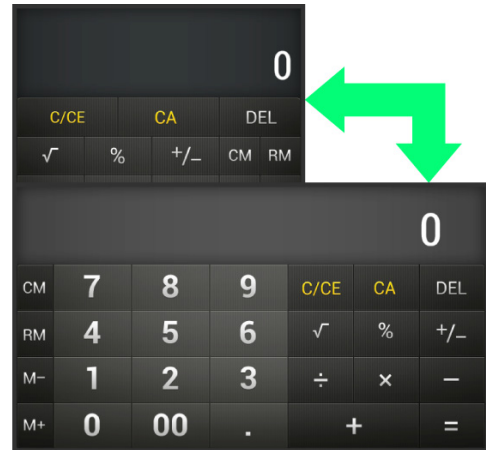 0
C/CE CA DEL
√ % +/− CM RM
0
CM 7 8 9 C/CE CA DEL
RM 4 5 6 √ % +/−
M− 1 2 3 ÷ × −
M+ 0 00 . + =